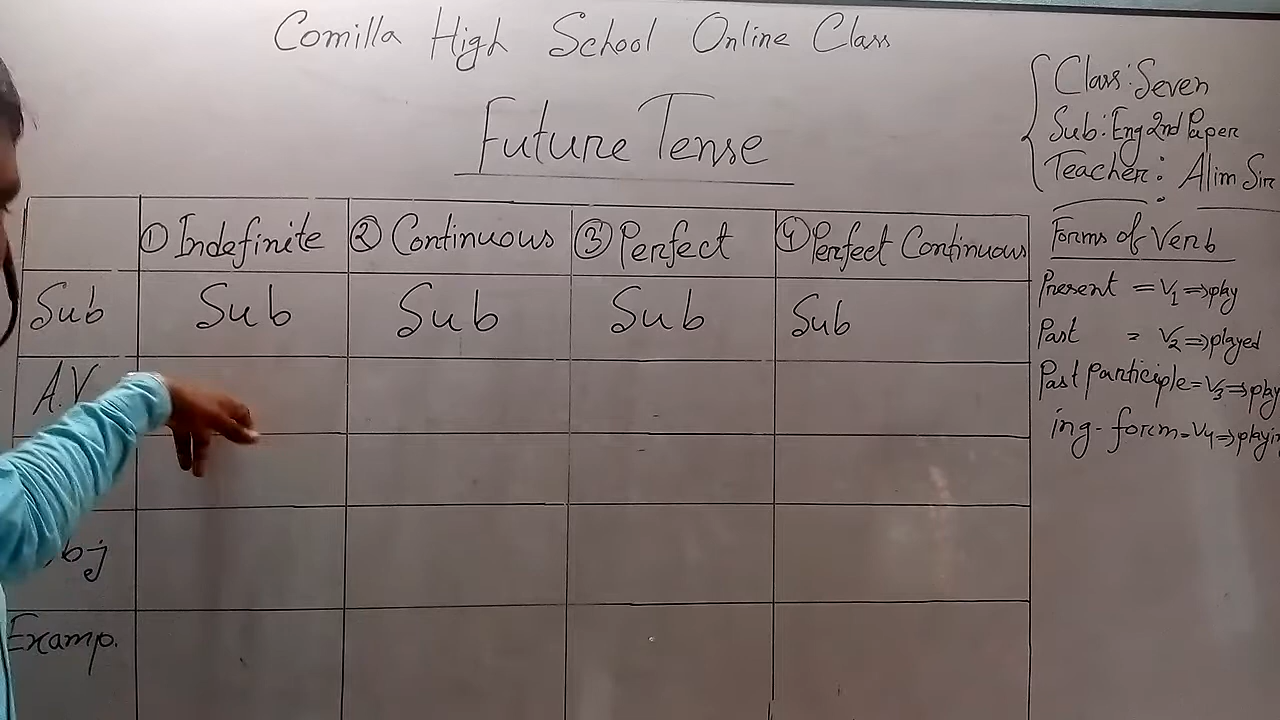 Comilla High School Online Class
Future Tense
Class: Seven
Sub: Eng 2nd Paper
Teacher: Alim Sir
① Indefinite ② Continuous ③ Perfect ④ Perfect Continuous
Sub Sub Sub Sub Sub
A.V
bj
Examp.
Forms of Verb
Present = V1 ⇒ play
Past = V2 ⇒ played
Past participle = V3 ⇒ play
ing-form = V4 ⇒ playin